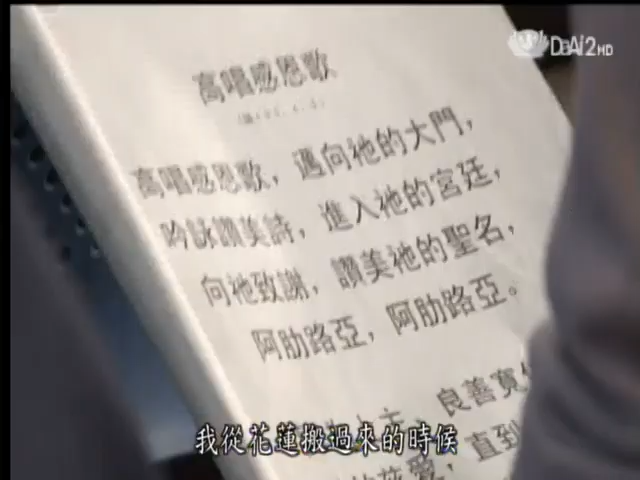 DaAi2HD
高唱感恩歌
高唱感恩歌，邁向祂的大門，
吟詠讚美詩，進入祂的宮廷，
向祂致謝，讚美祂的聖名，
阿肋路亞，阿肋路亞。
良善寬
愛，直到
我從花蓮搬過來的時候